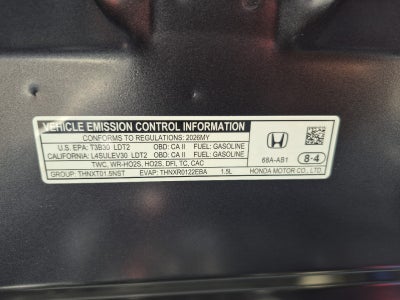 VEHICLE EMISSION CONTROL INFORMATION
CONFORMS TO REGULATIONS: 2026MY
U.S. EPA: T3B30 LDT2 OBD: CA II FUEL: GASOLINE
CALIFORNIA: L4SULEV30 LDT2 OBD: CA II FUEL: GASOLINE
TWC, WR-HO2S, HO2S, DFI, TC, CAC
GROUP: THNXT01.5NST EVAP: THNXR0122EBA 1.5L
68A-AB1 8-4
HONDA MOTOR CO., LTD.